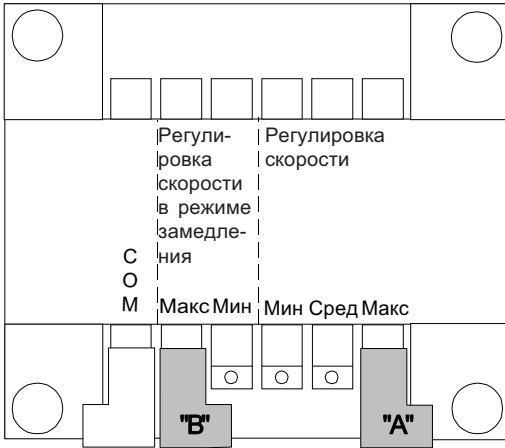 Регули-
ровка
скорости
в режиме
замедле-
ния
Регулировка
скорости
С
О
М
Макс Мин
Мин Сред Макс
"В"
"А"